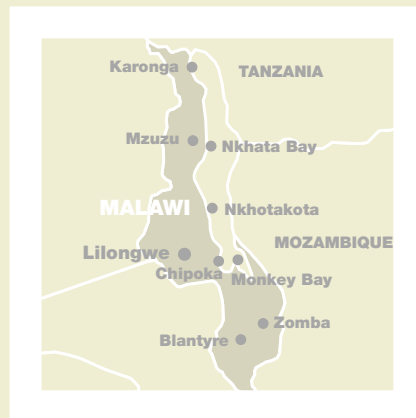 Karonga
TANZANIA
Mzuzu
Nkhata Bay
MALAWI
Nkhotakota
MOZAMBIQUE
Lilongwe
Chipoka
Monkey Bay
Zomba
Blantyre